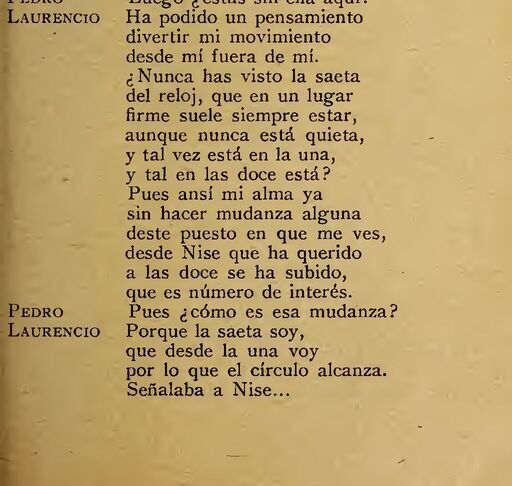 PEDRO Luego ¿estás sin ella aquí?
LAURENCIO Ha podido un pensamiento
divertir mi movimiento
desde mí fuera de mí.
¿Nunca has visto la saeta
del reloj, que en un lugar
firme suele siempre estar,
aunque nunca está quieta,
y tal vez está en la una,
y tal en las doce está?
Pues ansí mi alma ya
sin hacer mudanza alguna
deste puesto en que me ves,
desde Nise que ha querido
a las doce se ha subido,
que es número de interés.
PEDRO Pues ¿cómo es esa mudanza?
LAURENCIO Porque la saeta soy,
que desde la una voy
por lo que el círculo alcanza.
Señalaba a Nise...